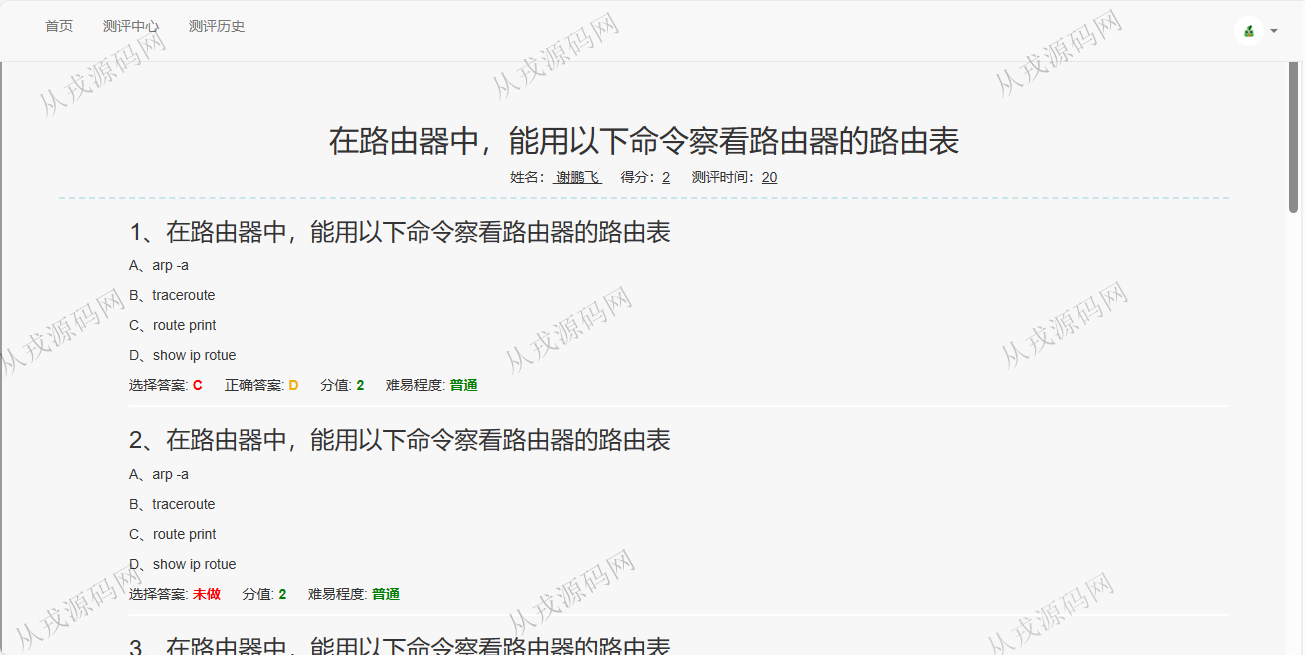 首页 测评中心 测评历史
从戎源码网 从戎源码网 从戎源码网
在路由器中，能用以下命令察看路由器的路由表
姓名： 谢鹏飞 得分：2 测评时间：20
1、在路由器中，能用以下命令察看路由器的路由表
A、arp -a
B、traceroute
从戎源码网 从戎源码网 从戎源码网
C、route print
D、show ip rotue
选择答案: C 正确答案: D 分值: 2 难易程度: 普通
2、在路由器中，能用以下命令察看路由器的路由表
A、arp -a
B、traceroute
C、route print
D、show ip rotue
选择答案: 未做 分值: 2 难易程度: 普通
从戎源码网 从戎源码网 从戎源码网
3、在路由器中，能用以下命令察看路由器的路由表